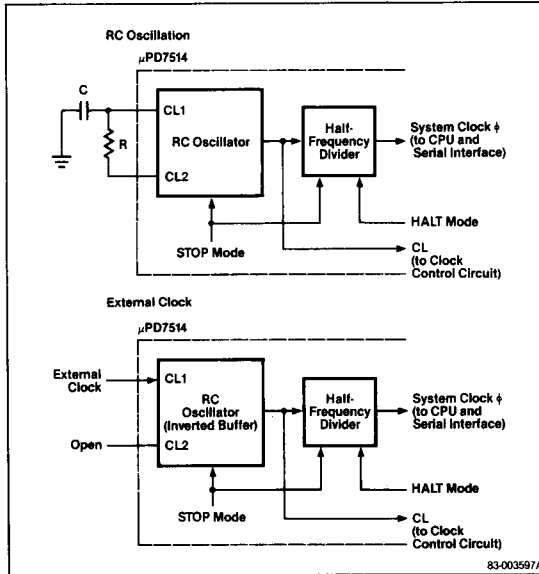 RC Oscillation
μPD7514
C
R
CL1
CL2
RC Oscillator
Half-
Frequency
Divider
System Clock ϕ
(to CPU and
Serial Interface)
HALT Mode
STOP Mode
CL
(to Clock
Control Circuit)
External Clock
μPD7514
External
Clock
Open
CL1
CL2
RC
Oscillator
(Inverted Buffer)
Half-
Frequency
Divider
System Clock ϕ
(to CPU and
Serial Interface)
HALT Mode
STOP Mode
CL
(to Clock
Control Circuit)
83-003597A